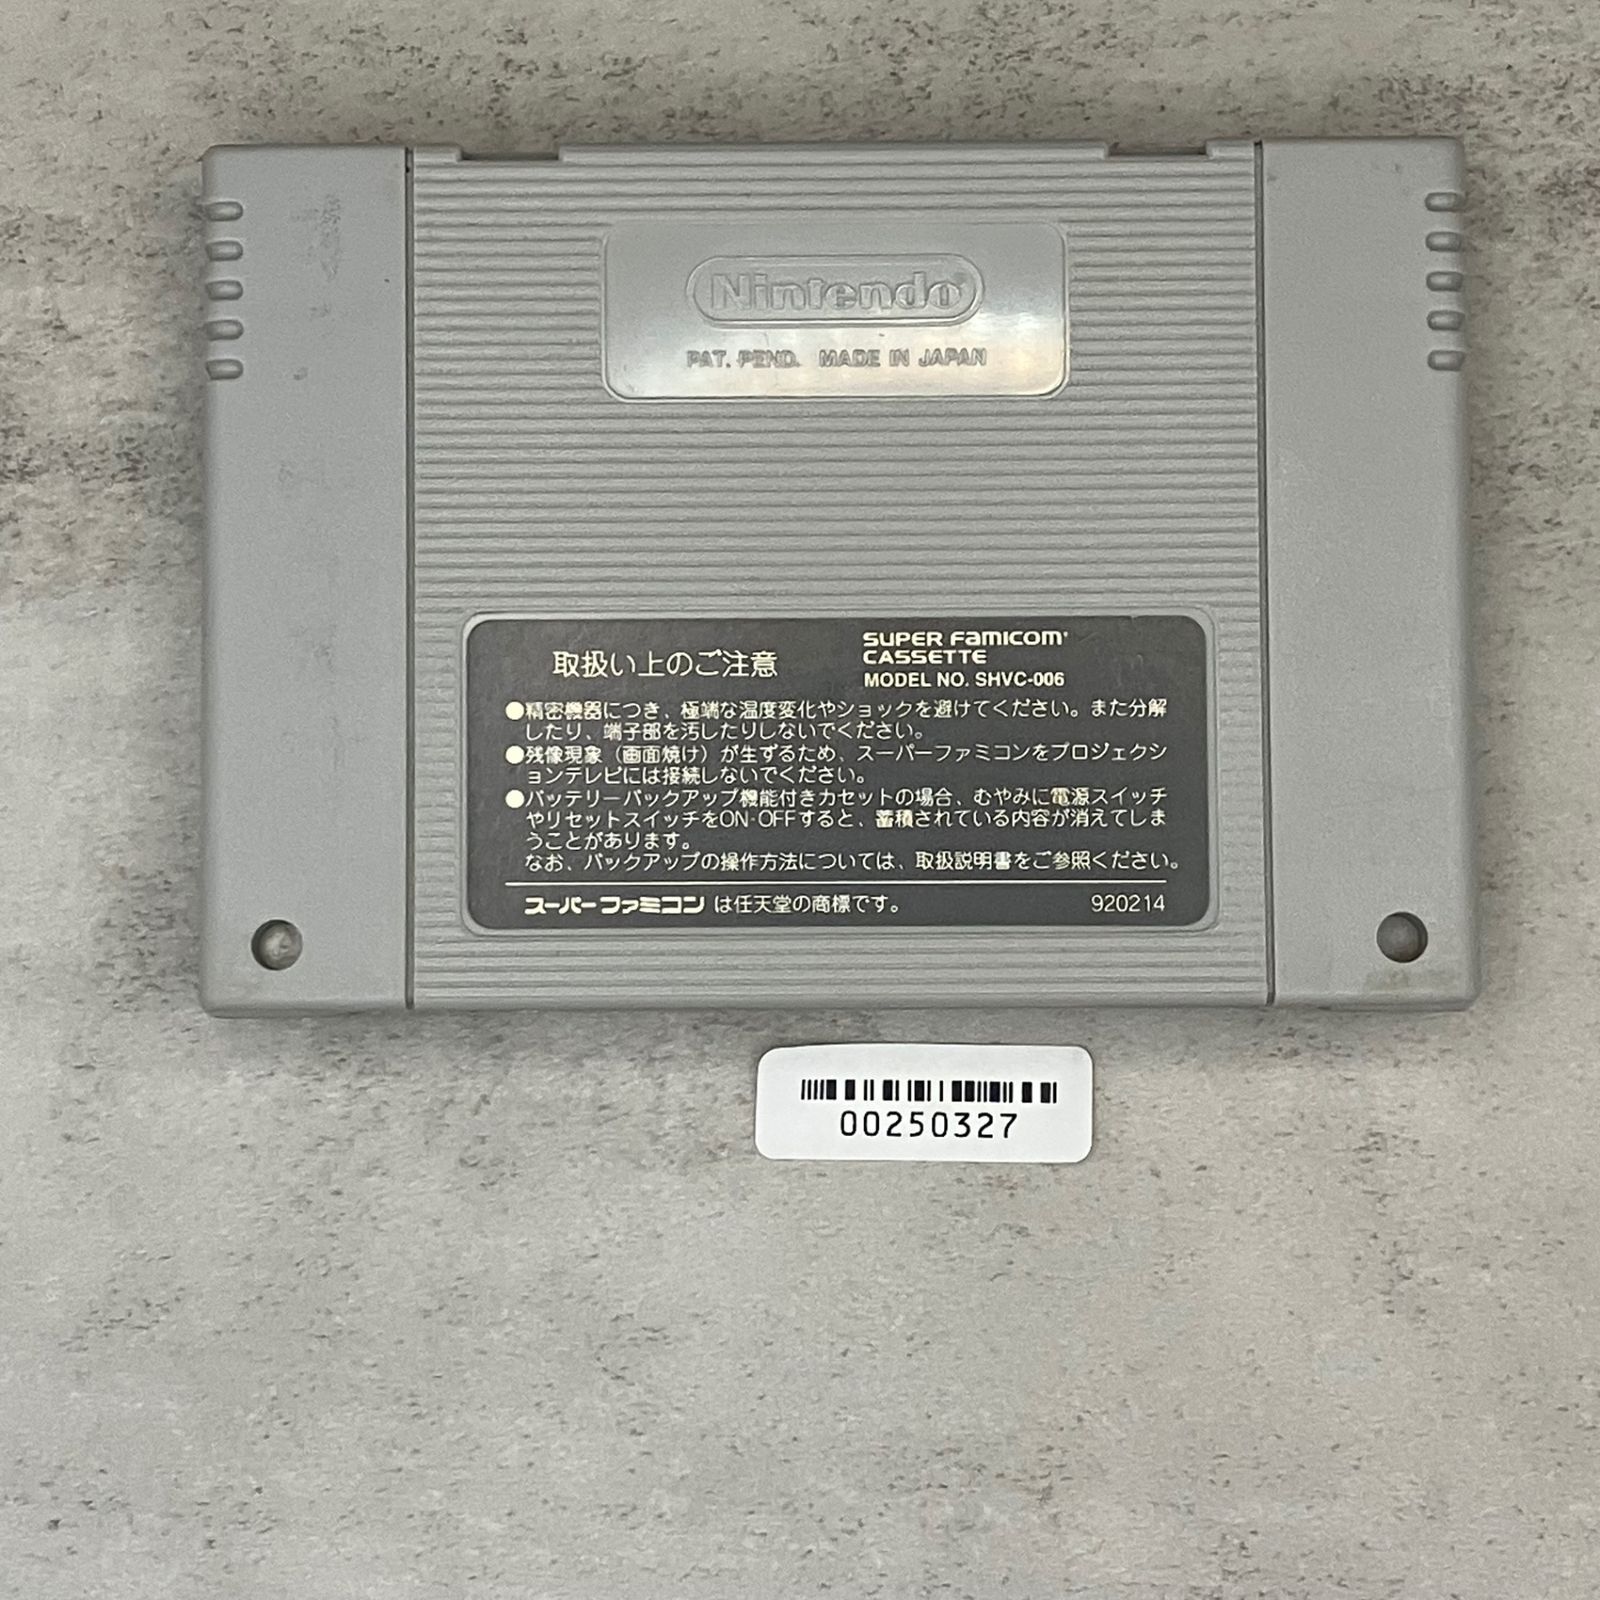 Nintendo®
PAT. PEND. MADE IN JAPAN
取扱い上のご注意
SUPER FAMICOM®
CASSETTE
MODEL NO. SHVC-006
●精密機器につき、極端な温度変化やショックを避けてください。また分解
したり、端子部を汚したりしないでください。
●残像現象（画面焼け）が生ずるため、スーパーファミコンをプロジェクシ
ョンテレビには接続しないでください。
●バッテリーバックアップ機能付きカセットの場合、むやみに電源スイッチ
やリセットスイッチをON・OFFすると、蓄積されている内容が消えてしま
うことがあります。
なお、バックアップの操作方法については、取扱説明書をご参照ください。
スーパーファミコン は任天堂の商標です。 920214
00250327